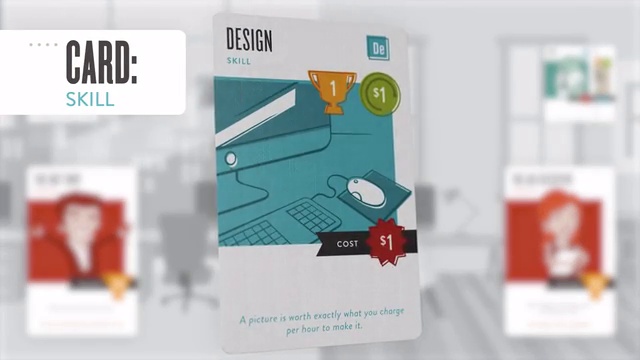 CARD:
SKILL
DESIGN
SKILL
De
1
$1
COST $1
A picture is worth exactly what you charge
per hour to make it.